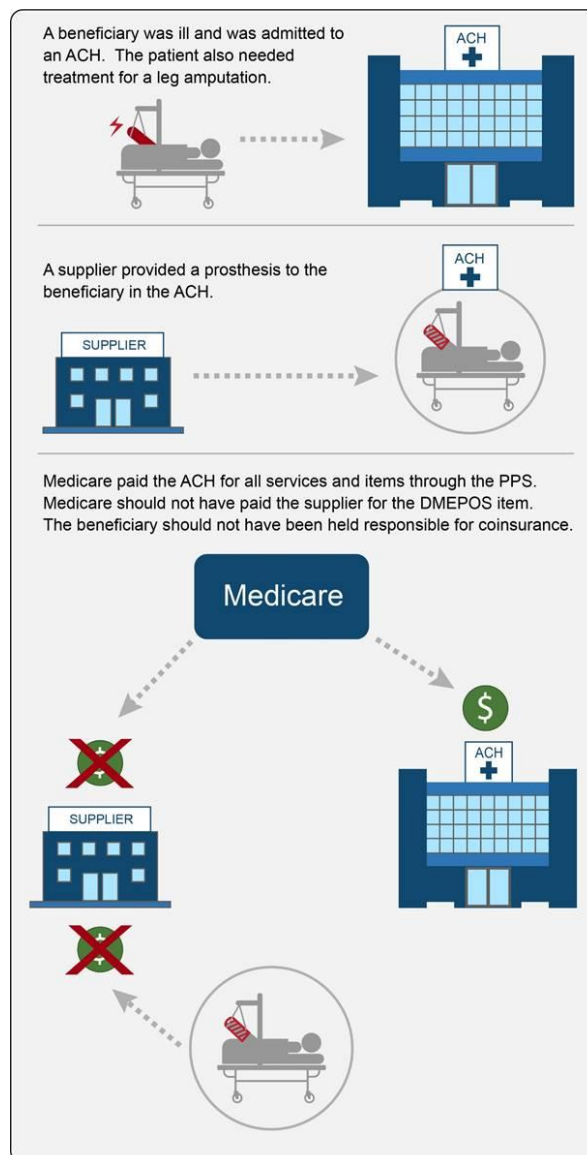 A beneficiary was ill and was admitted to
an ACH. The patient also needed
treatment for a leg amputation.
ACH
A supplier provided a prosthesis to the
beneficiary in the ACH.
ACH
SUPPLIER
Medicare paid the ACH for all services and items through the PPS.
Medicare should not have paid the supplier for the DMEPOS item.
The beneficiary should not have been held responsible for coinsurance.
Medicare
$
$
ACH
SUPPLIER
$